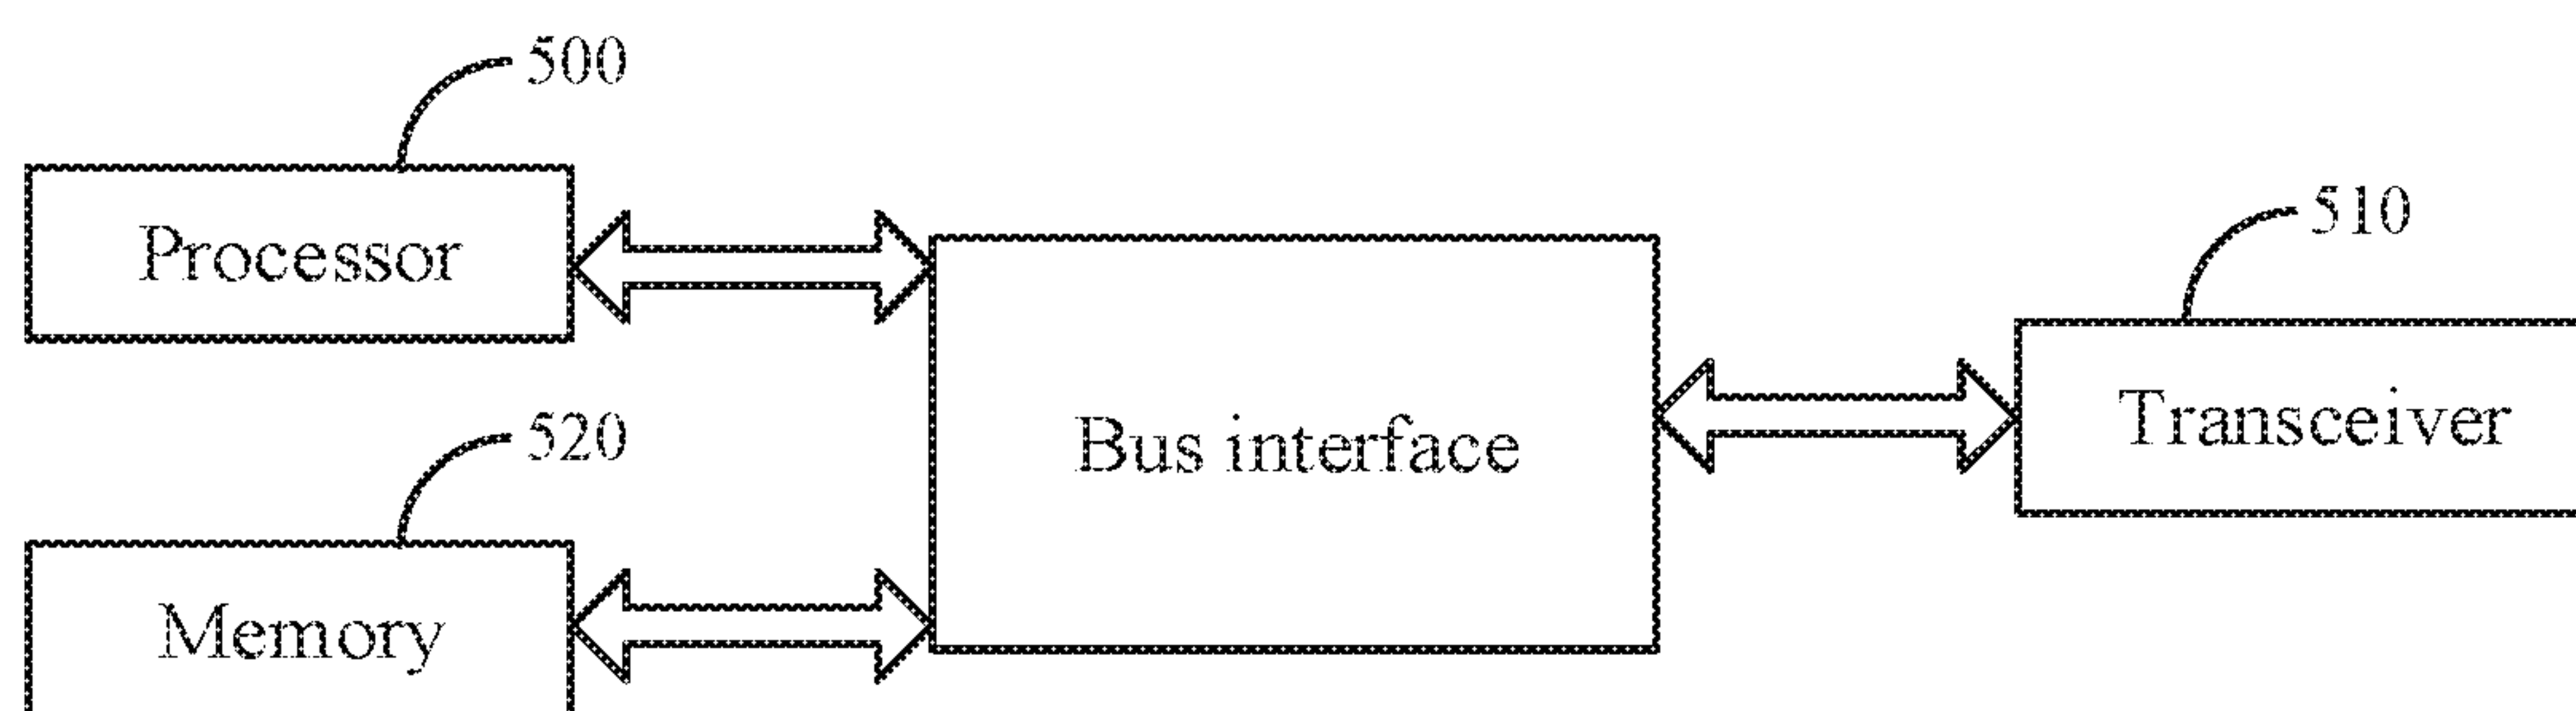 500
Processor
510
Transceiver
Bus interface
520
Memory